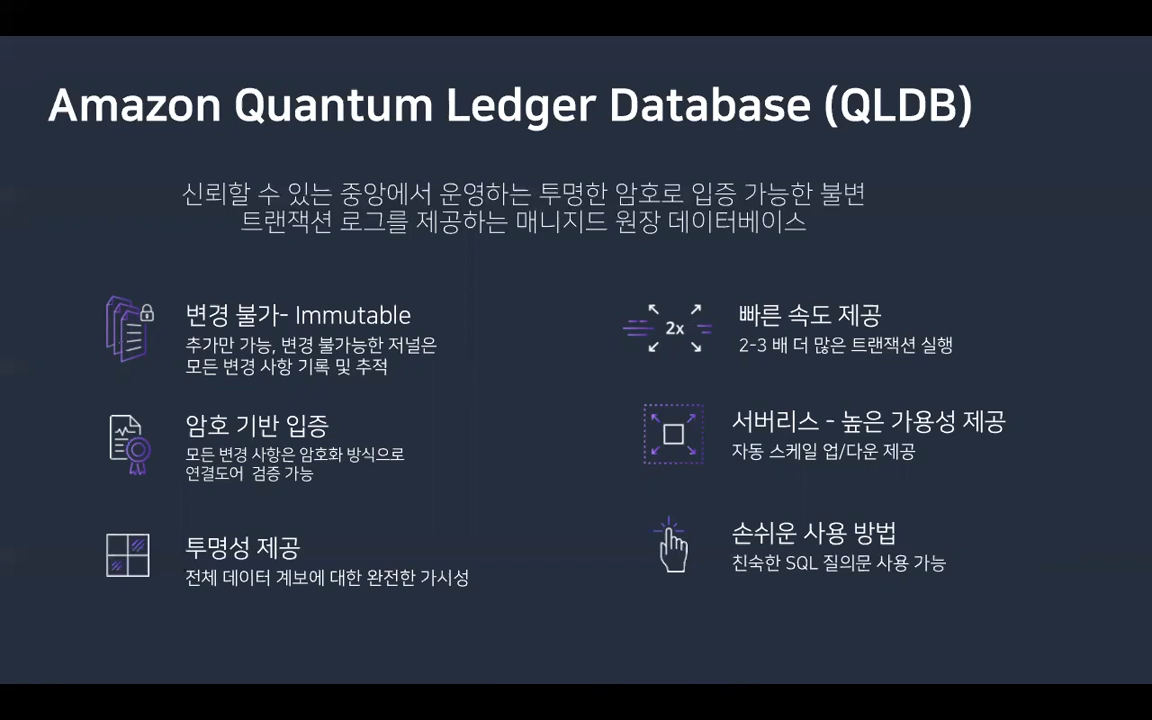 Amazon Quantum Ledger Database (QLDB)
신뢰할 수 있는 중앙에서 운영하는 투명한 암호로 입증 가능한 불변
트랜잭션 로그를 제공하는 매니지드 원장 데이터베이스
변경 불가- Immutable
추가만 가능, 변경 불가능한 저널은
모든 변경 사항 기록 및 추적
암호 기반 입증
모든 변경 사항은 암호화 방식으로
연결도어 검증 가능
투명성 제공
전체 데이터 계보에 대한 완전한 가시성
2x
빠른 속도 제공
2-3 배 더 많은 트랜잭션 실행
서버리스 - 높은 가용성 제공
자동 스케일 업/다운 제공
손쉬운 사용 방법
친숙한 SQL 질의문 사용 가능